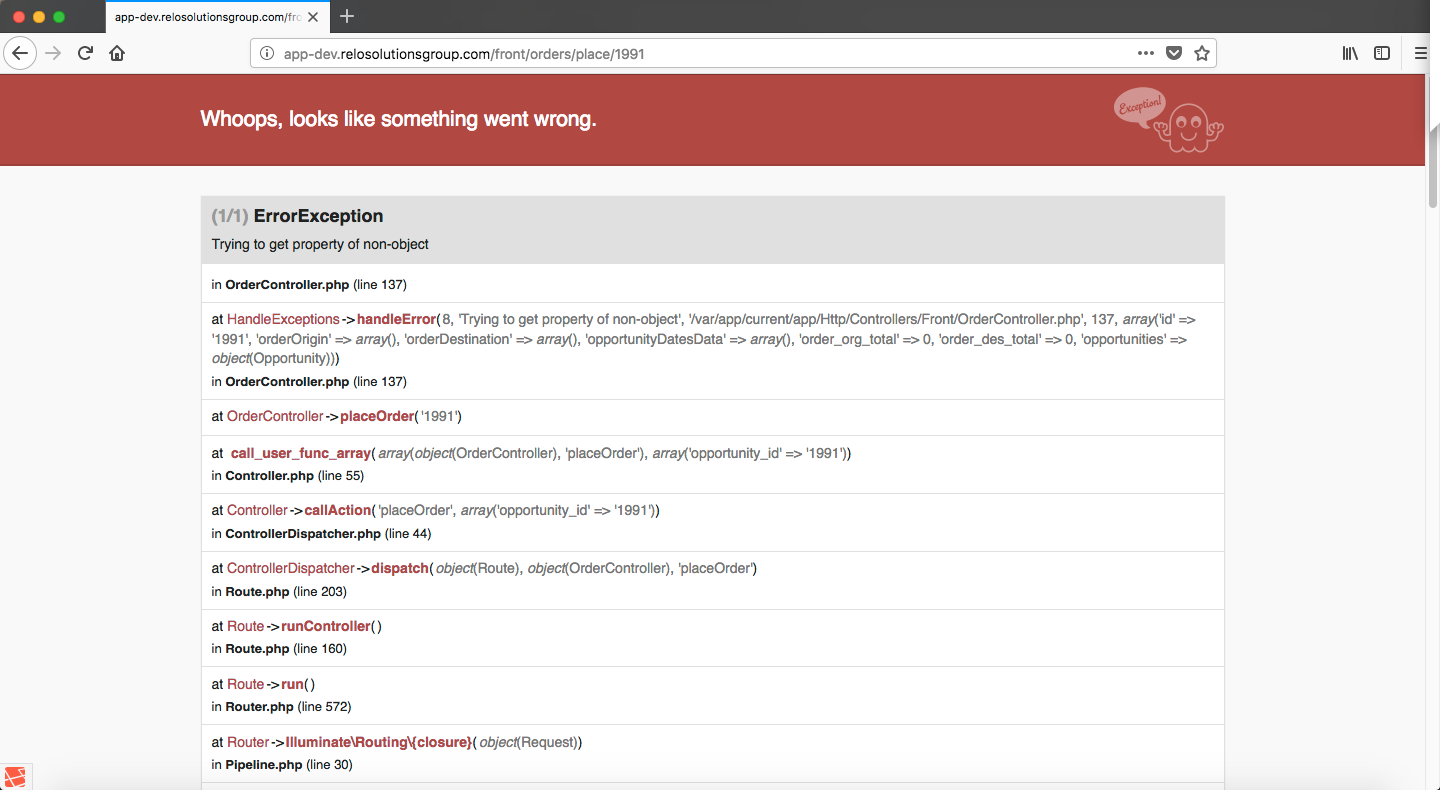 app-dev.relosolutionsgroup.com/fro
app-dev.relosolutionsgroup.com/front/orders/place/1991
Whoops, looks like something went wrong.
Exception!
(1/1) ErrorException
Trying to get property of non-object
in OrderController.php (line 137)
at HandleExceptions->handleError(8, 'Trying to get property of non-object', '/var/app/current/app/Http/Controllers/Front/OrderController.php', 137, array('id' =>
'1991', 'orderOrigin' => array(), 'orderDestination' => array(), 'opportunityDatesData' => array(), 'order_org_total' => 0, 'order_des_total' => 0, 'opportunities' =>
object(Opportunity)))
in OrderController.php (line 137)
at OrderController->placeOrder('1991')
at call_user_func_array(array(object(OrderController), 'placeOrder'), array('opportunity_id' => '1991'))
in Controller.php (line 55)
at Controller->callAction('placeOrder', array('opportunity_id' => '1991'))
in ControllerDispatcher.php (line 44)
at ControllerDispatcher->dispatch(object(Route), object(OrderController), 'placeOrder')
in Route.php (line 203)
at Route->runController()
in Route.php (line 160)
at Route->run()
in Router.php (line 572)
at Router->Illuminate\Routing\{closure}(object(Request))
in Pipeline.php (line 30)